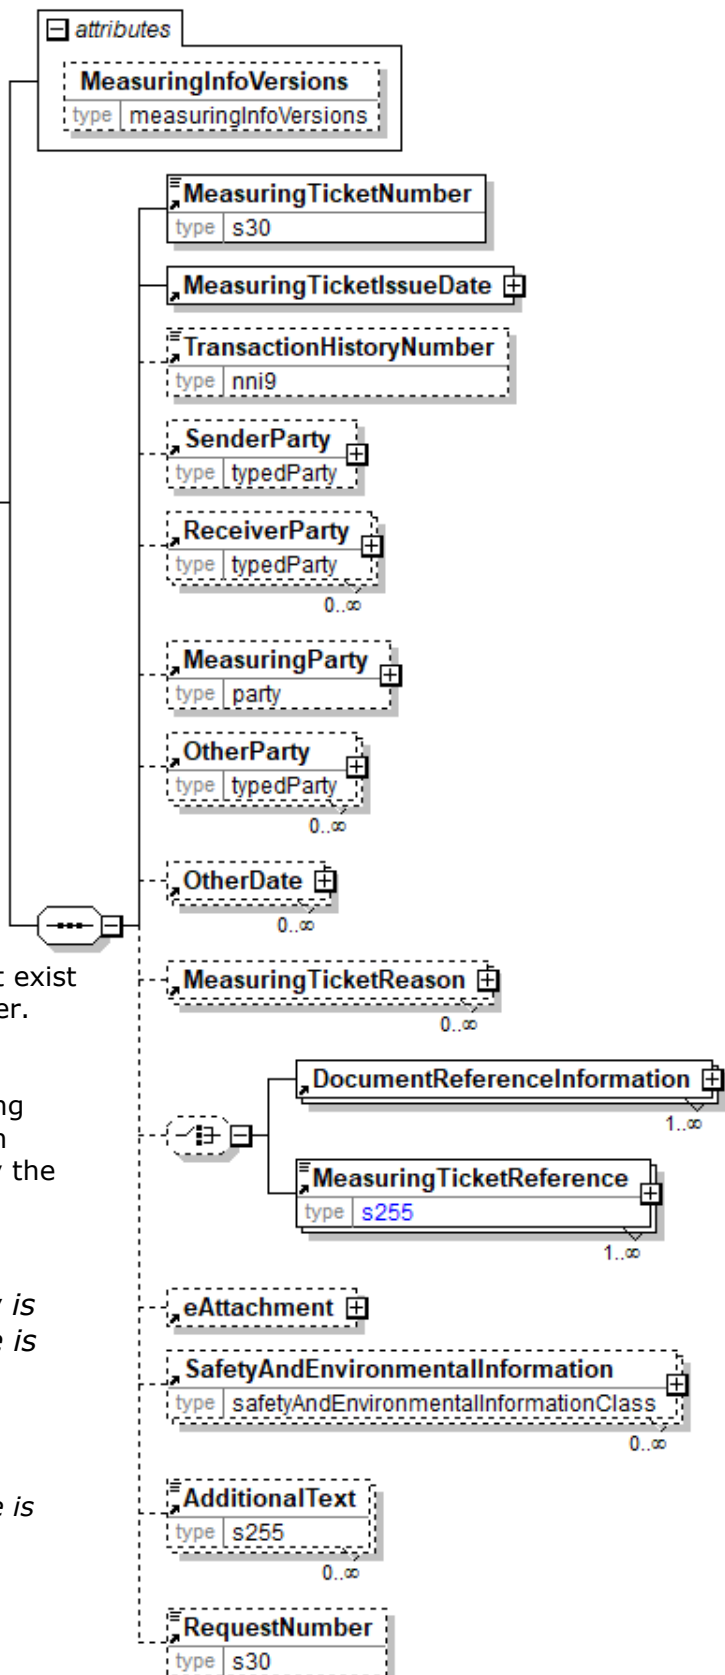 attributes
MeasuringInfoVersions
type measuringInfoVersions
MeasuringTicketNumber
type s30
MeasuringTicketIssueDate
TransactionHistoryNumber
type nni9
SenderParty
type typedParty
ReceiverParty
type typedParty
0..∞
MeasuringParty
type party
OtherParty
type typedParty
0..∞
OtherDate
0..∞
exist
er.
MeasuringTicketReason
0..∞
DocumentReferenceInformation
1..∞
ng
n
the
MeasuringTicketReference
type s255
1..∞
is
is
eAttachment
SafetyAndEnvironmentalInformation
type safetyAndEnvironmentalInformationClass
0..∞
is
AdditionalText
type s255
0..∞
RequestNumber
type s30